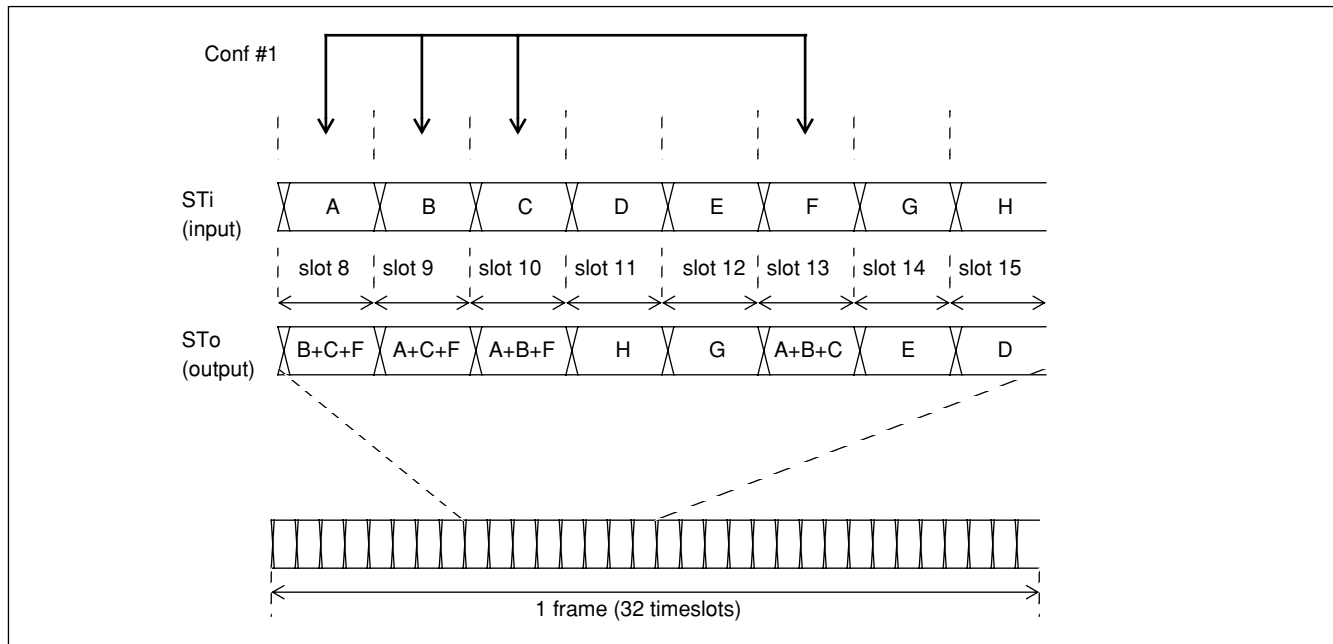 Conf #1
STi
(input)
A B C D E F G H
slot 8 slot 9 slot 10 slot 11 slot 12 slot 13 slot 14 slot 15
STo
(output)
B+C+F A+C+F A+B+F H G A+B+C E D
1 frame (32 timeslots)